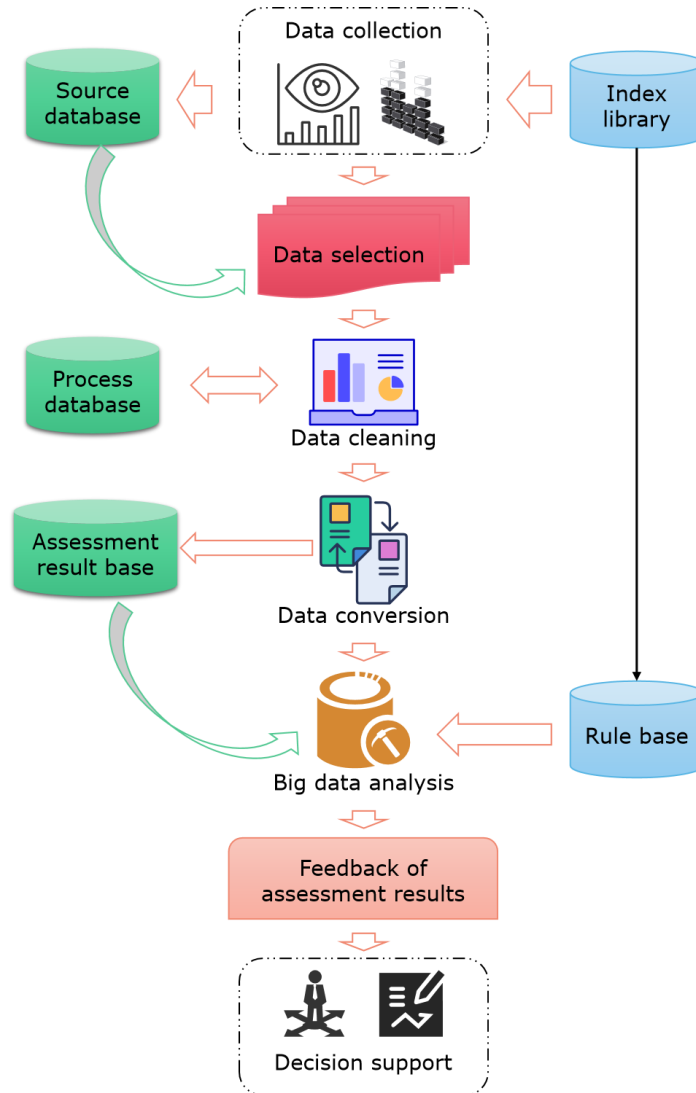 Data collection
Source
database
Index
library
Data selection
Process
database
Data cleaning
Assessment
result base
Data conversion
Rule base
Big data analysis
Feedback of
assessment results
Decision support